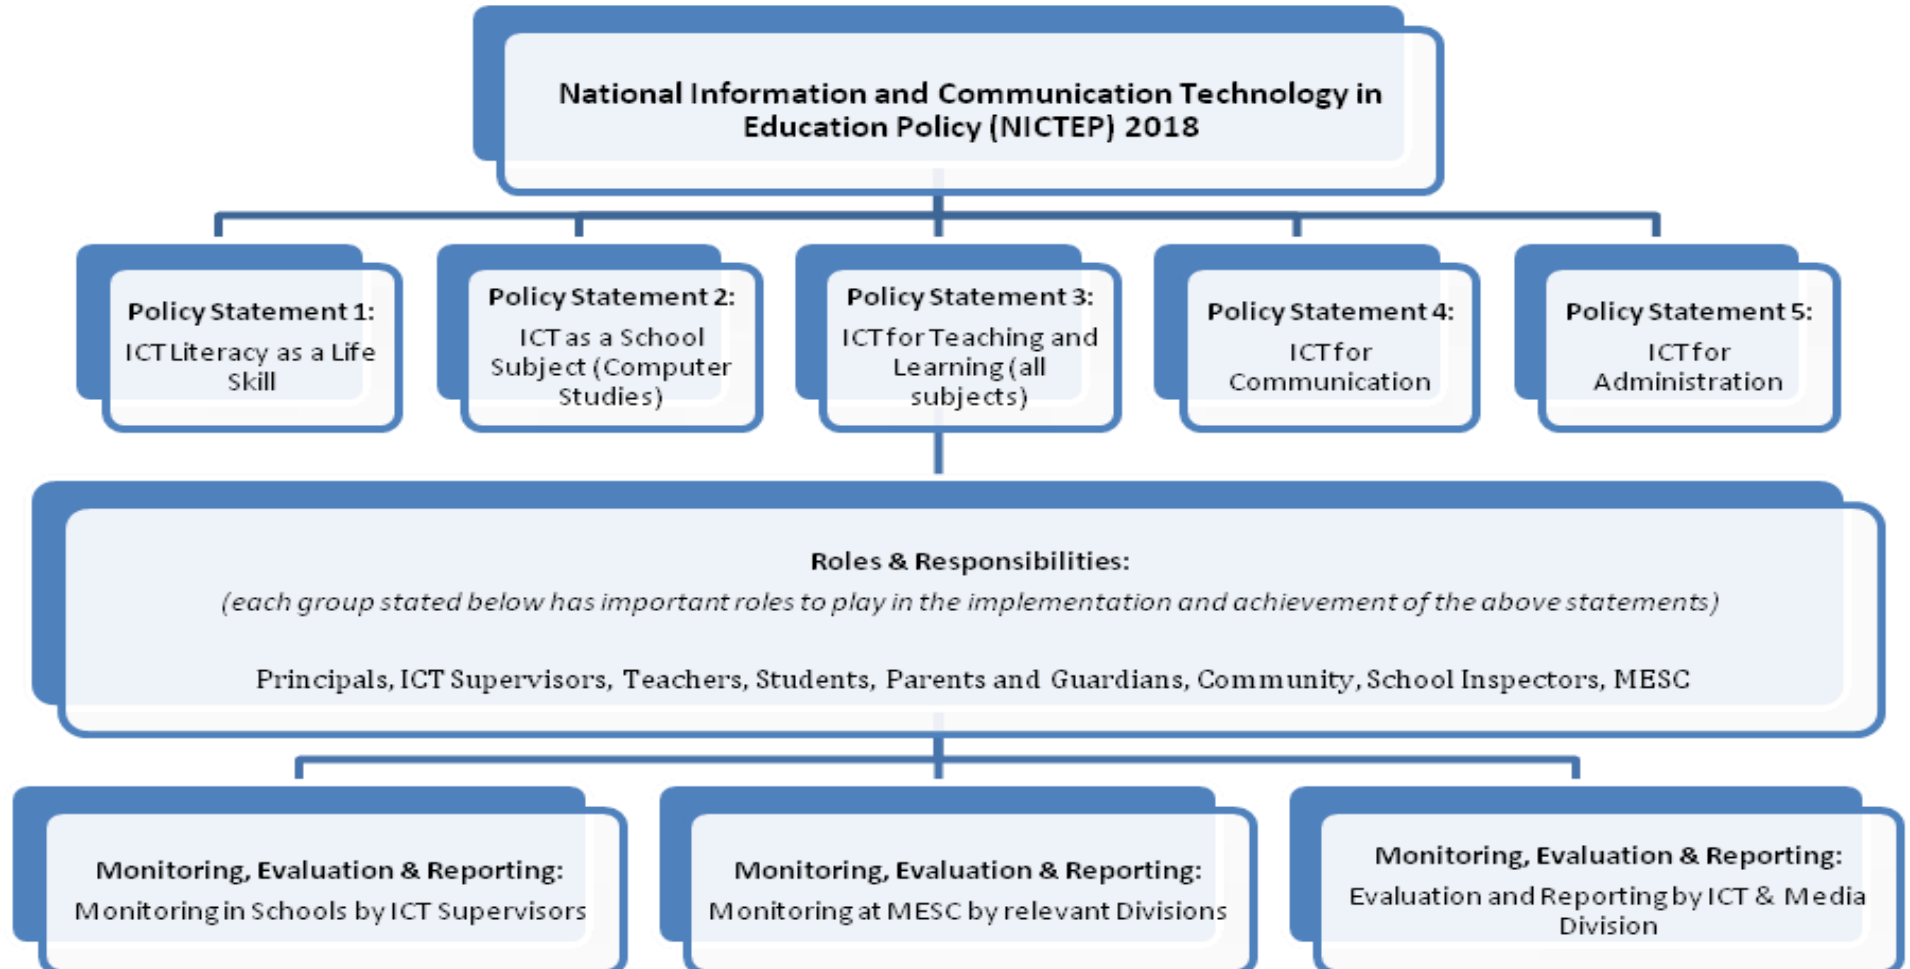 National Information and Communication Technology in
Education Policy (NICTEP) 2018
Policy Statement 1:
ICT Literacy as a Life
Skill
Policy Statement 2:
ICT as a School
Subject (Computer
Studies)
Policy Statement 3:
ICT for Teaching and
Learning (all
subjects)
Policy Statement 4:
ICT for
Communication
Policy Statement 5:
ICT for
Administration
Roles & Responsibilities:
(each group stated below has important roles to play in the implementation and achievement of the above statements)
Principals, ICT Supervisors, Teachers, Students, Parents and Guardians, Community, School Inspectors, MESC
Monitoring, Evaluation & Reporting:
Monitoring in Schools by ICT Supervisors
Monitoring, Evaluation & Reporting:
Monitoring at MESC by relevant Divisions
Monitoring, Evaluation & Reporting:
Evaluation and Reporting by ICT & Media
Division